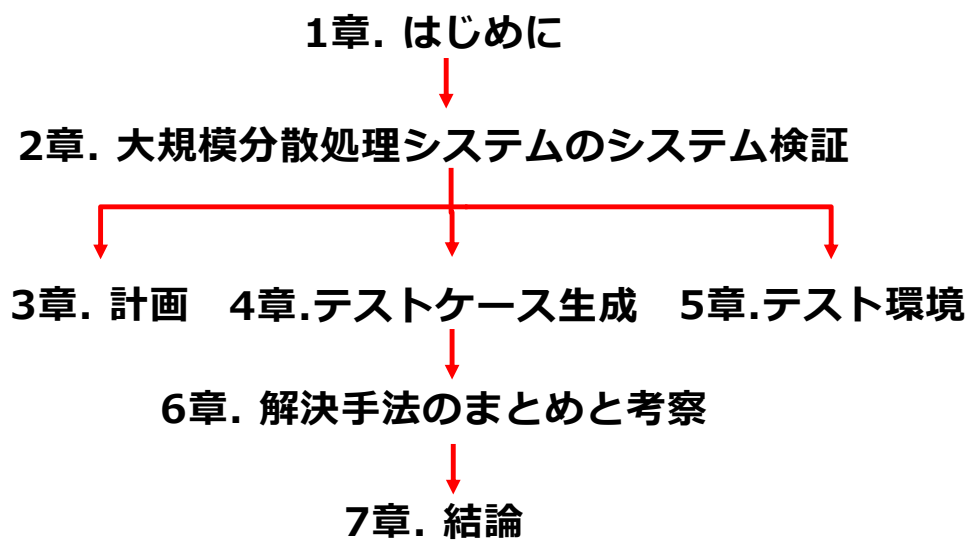 1章. はじめに
2章. 大規模分散処理システムのシステム検証
3章. 計画 4章.テストケース生成 5章.テスト環境
6章. 解決手法のまとめと考察
7章. 結論